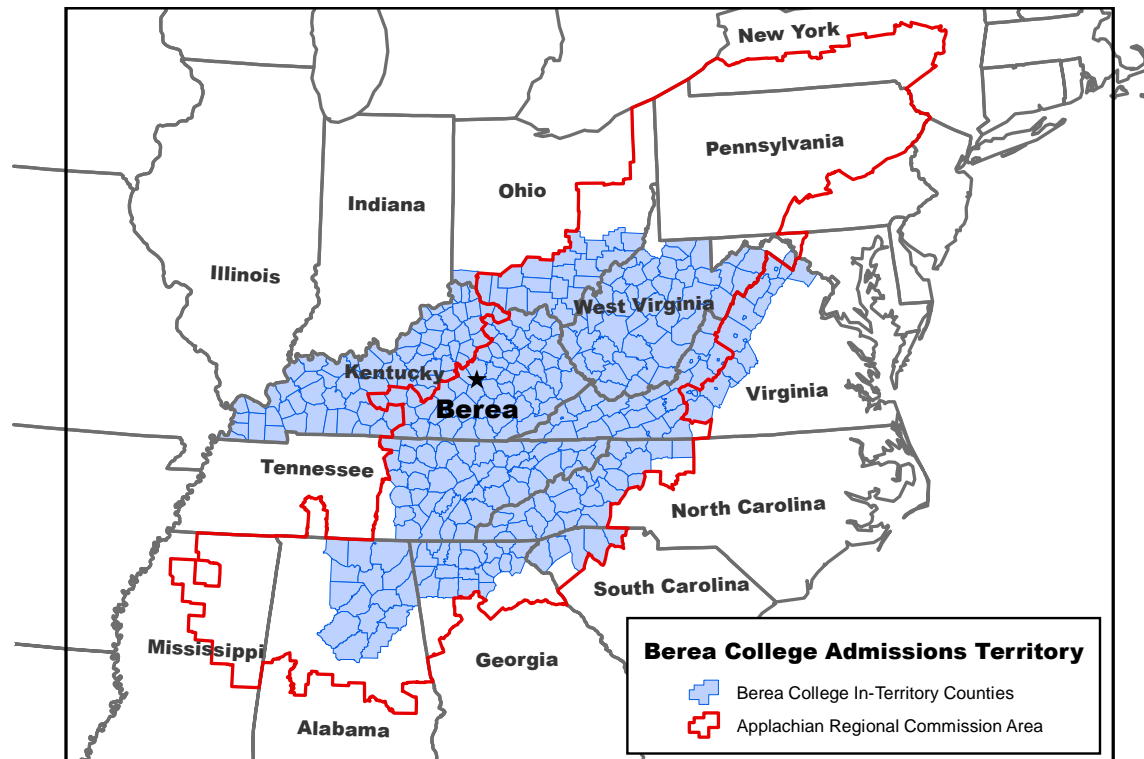 New York
Pennsylvania
Ohio
Indiana
Illinois
West Virginia
Kentucky
Berea
Virginia
Tennessee
North Carolina
South Carolina
Mississippi
Georgia
Alabama
Berea College Admissions Territory
Berea College In-Territory Counties
Applachian Regional Commission Area